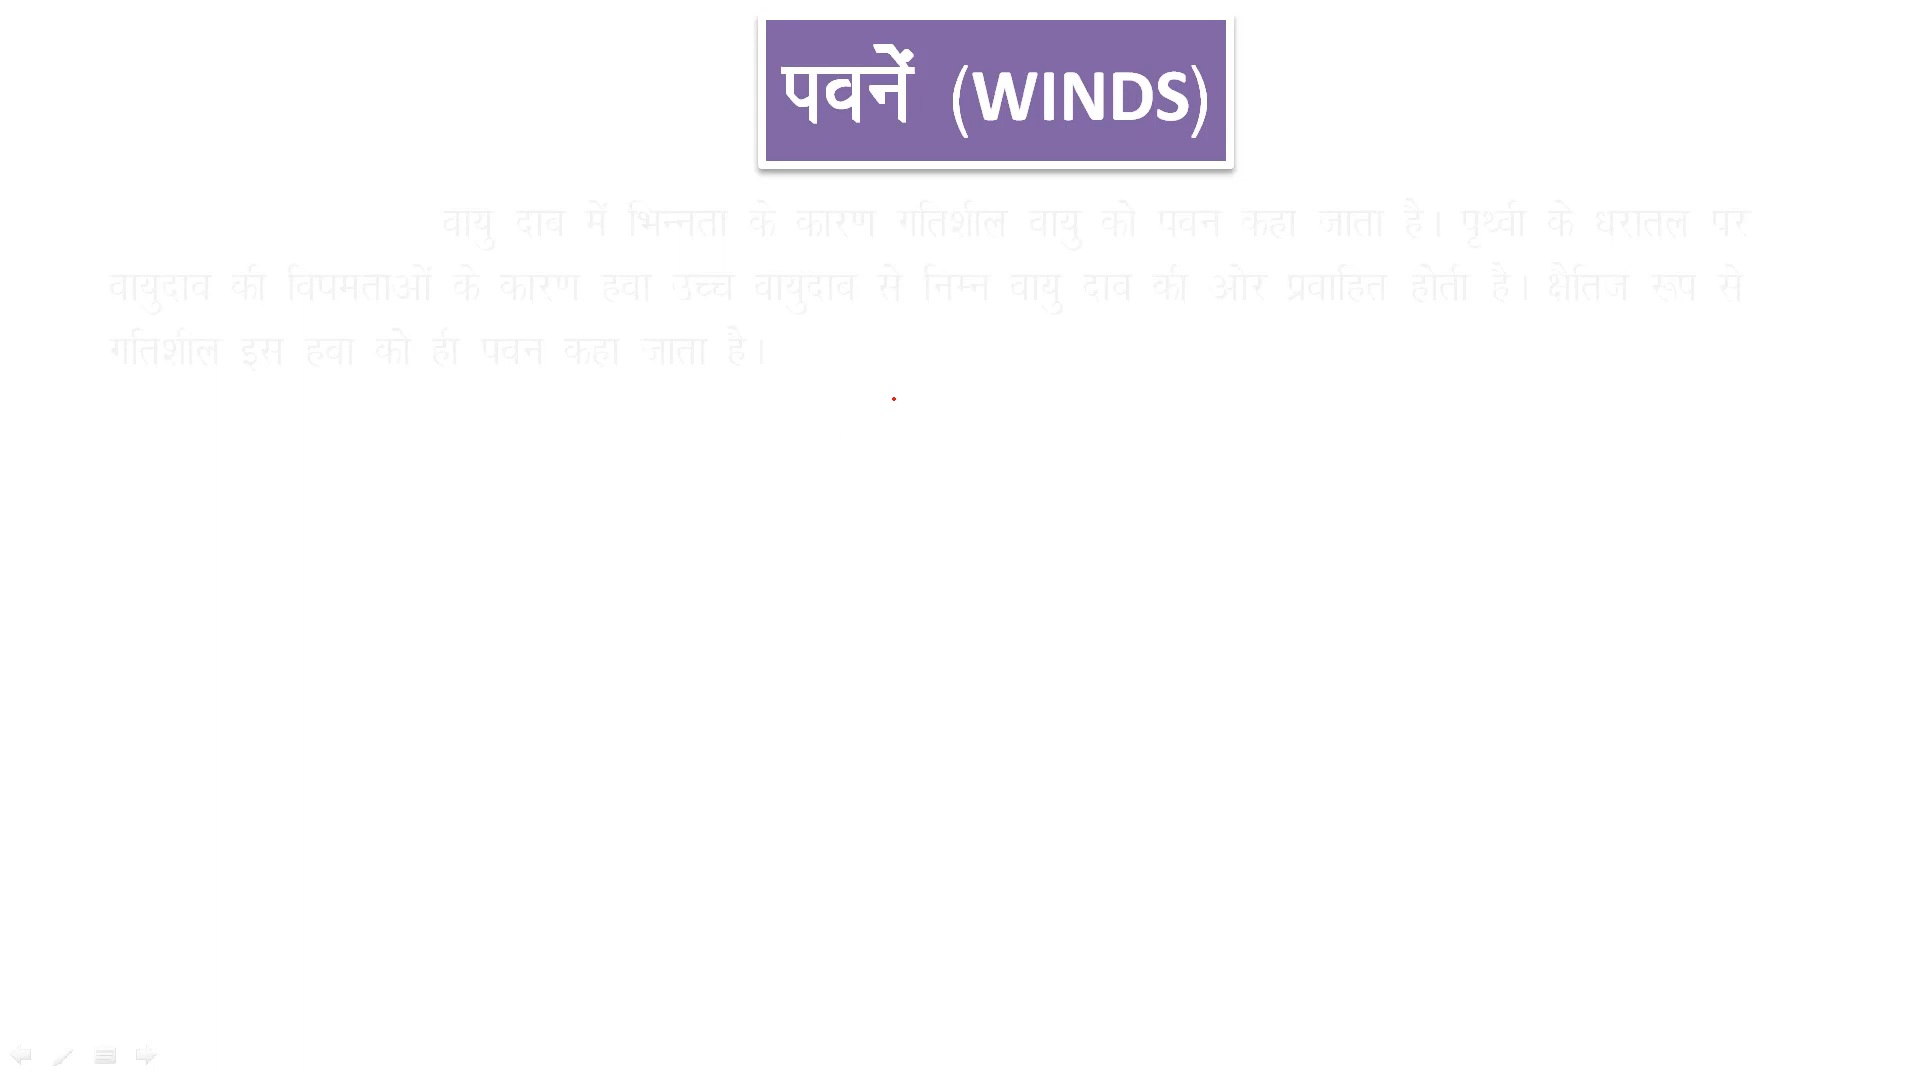 पवनें (WINDS)
वायु दाब में भिन्नता के कारण गतिशील वायु को पवन कहा जाता है। पृथ्वी के धरातल पर
वायुदाव की विषमताओं के कारण हवा उच्च वायुदाव से निम्न वायु दाब की ओर प्रवाहित होती है। क्षैतिज रूप से
गतिशील इस हवा को ही पवन कहा जाता है।